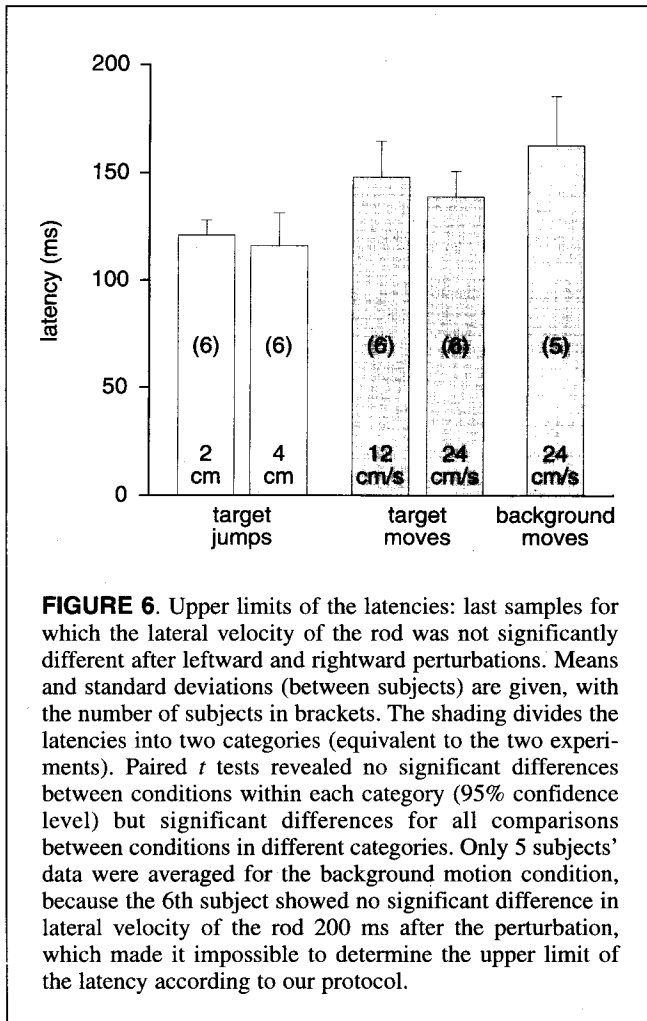 200
150
100
50
0
latency (ms)
(6)
(6)
(6)
(6)
(5)
2
cm
4
cm
12
cm/s
24
cm/s
24
cm/s
target
jumps
target
moves
background
moves
FIGURE 6. Upper limits of the latencies: last samples for
which the lateral velocity of the rod was not significantly
different after leftward and rightward perturbations. Means
and standard deviations (between subjects) are given, with
the number of subjects in brackets. The shading divides the
latencies into two categories (equivalent to the two experi-
ments). Paired t tests revealed no significant differences
between conditions within each category (95% confidence
level) but significant differences for all comparisons
between conditions in different categories. Only 5 subjects'
data were averaged for the background motion condition,
because the 6th subject showed no significant difference in
lateral velocity of the rod 200 ms after the perturbation,
which made it impossible to determine the upper limit of
the latency according to our protocol.